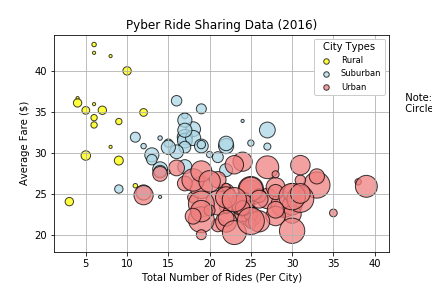 Pyber Ride Sharing Data (2016)
City Types
Rural
Suburban
Urban
Note:
Circle
Average Fare ($)
40
35
30
25
20
5 10 15 20 25 30 35 40
Total Number of Rides (Per City)